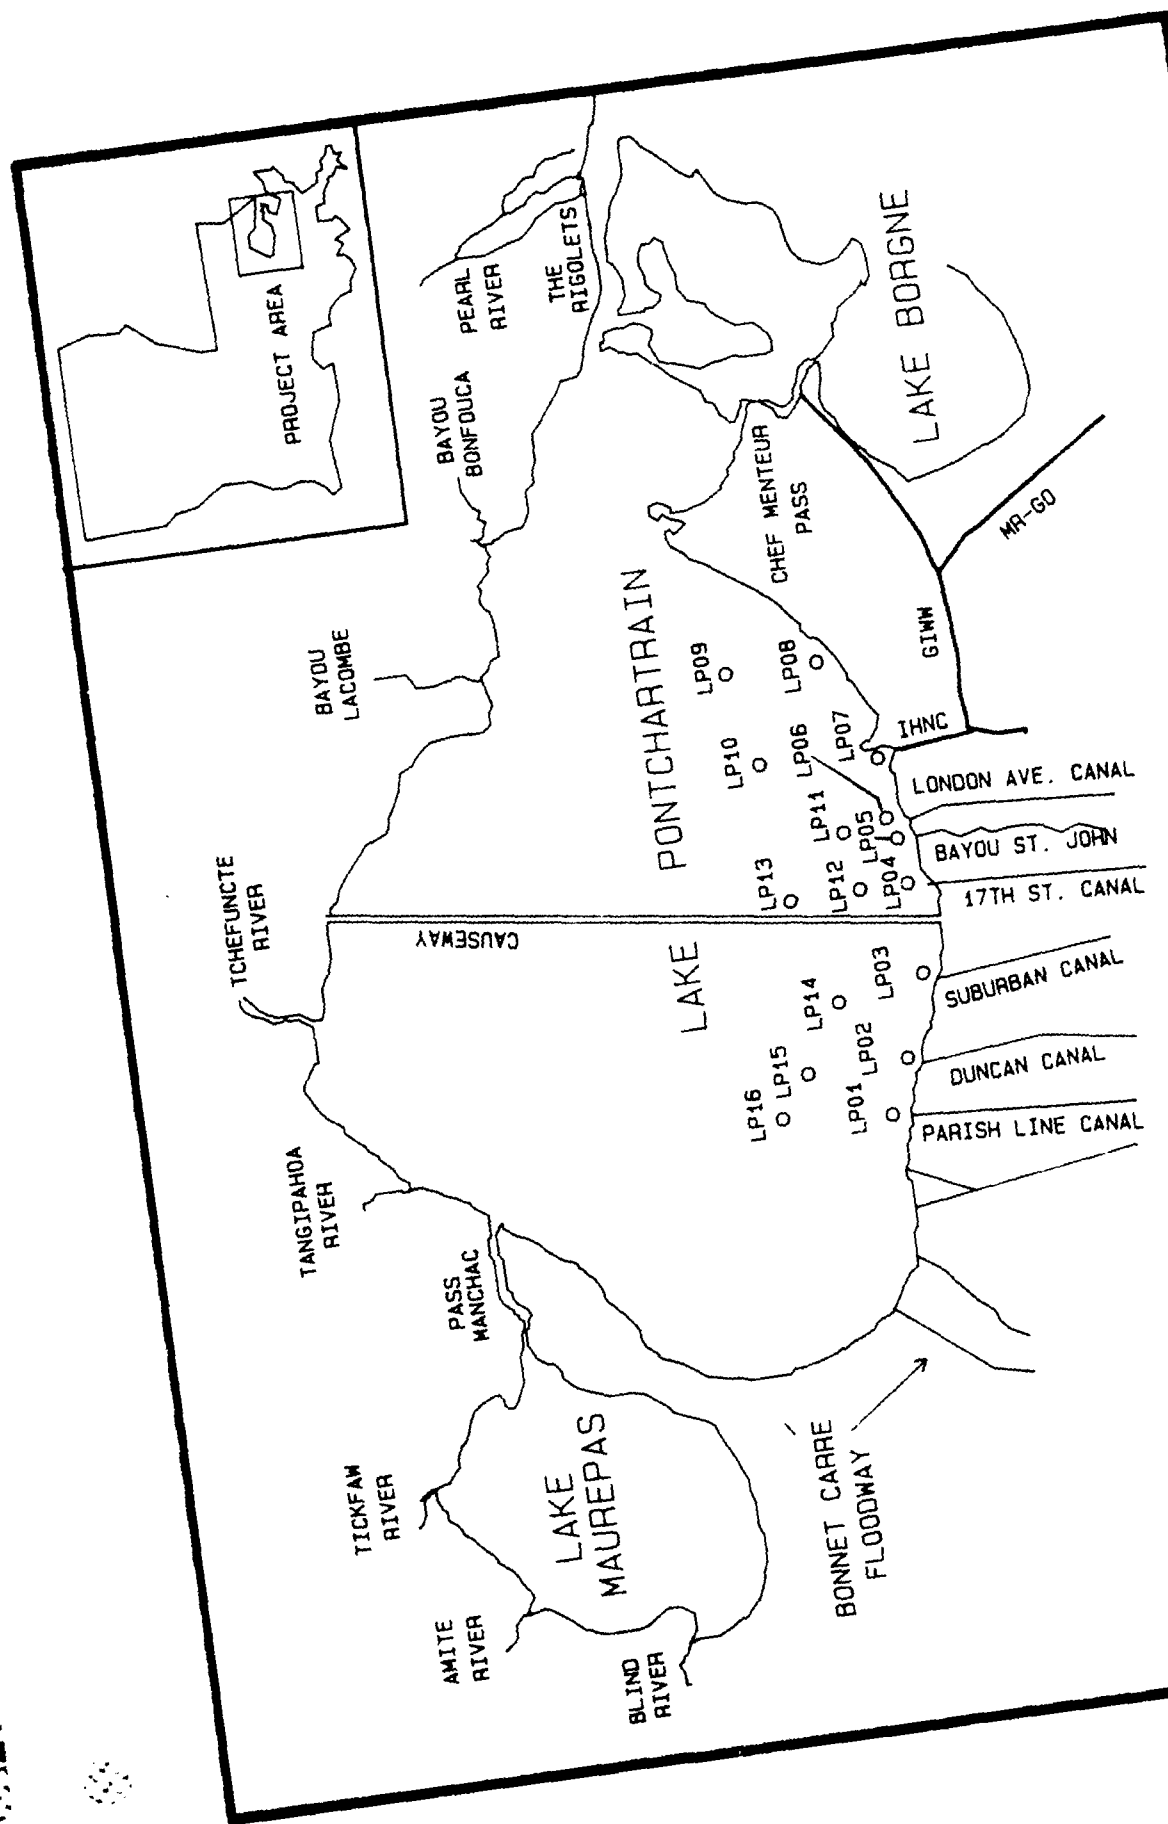 PROJECT AREA
PEARL
RIVER
THE
RIGOLETS
BAYOU
BONFOUCA
BAYOU
LACOMBE
TCHEFUNCTE
RIVER
TANGIPAHOA
RIVER
PASS
MANCHAC
TICKFAW
RIVER
AMITE
RIVER
BLIND
RIVER
LAKE
MAUREPAS
BONNET CARRE
FLOODWAY
LAKE PONTCHARTRAIN
CAUSEWAY
LAKE BORGNE
CHEF MENTEUR
PASS
MR-GO
GIWW
IHNC
LP16
LP15
LP14
LP13
LP12
LP11
LP10
LP09
LP01
LP02
LP03
LP04
LP05
LP06
LP07
LP08
LONDON AVE. CANAL
BAYOU ST. JOHN
17TH ST. CANAL
SUBURBAN CANAL
DUNCAN CANAL
PARISH LINE CANAL